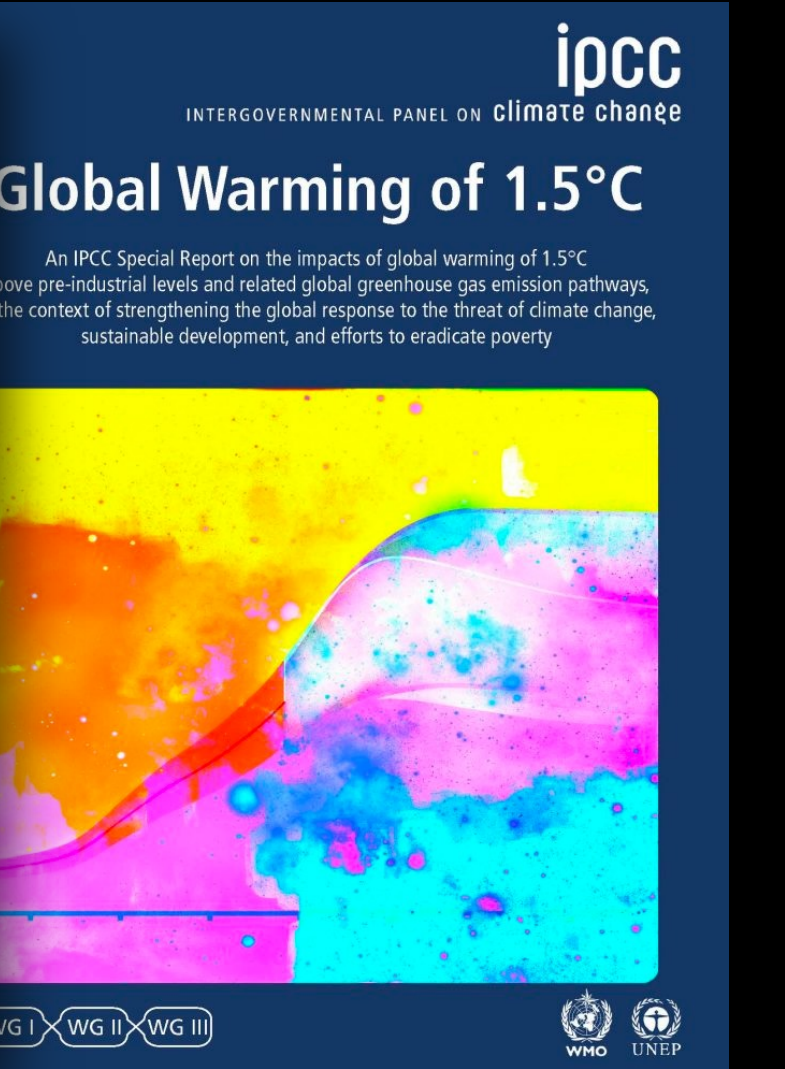 ipcc
INTERGOVERNMENTAL PANEL ON climate change
Global Warming of 1.5°C
An IPCC Special Report on the impacts of global warming of 1.5°C
pre-industrial levels and related global greenhouse gas emission pathways,
the context of strengthening the global response to the threat of climate change,
sustainable development, and efforts to eradicate poverty
WG I WG II WG III
WMO UNEP